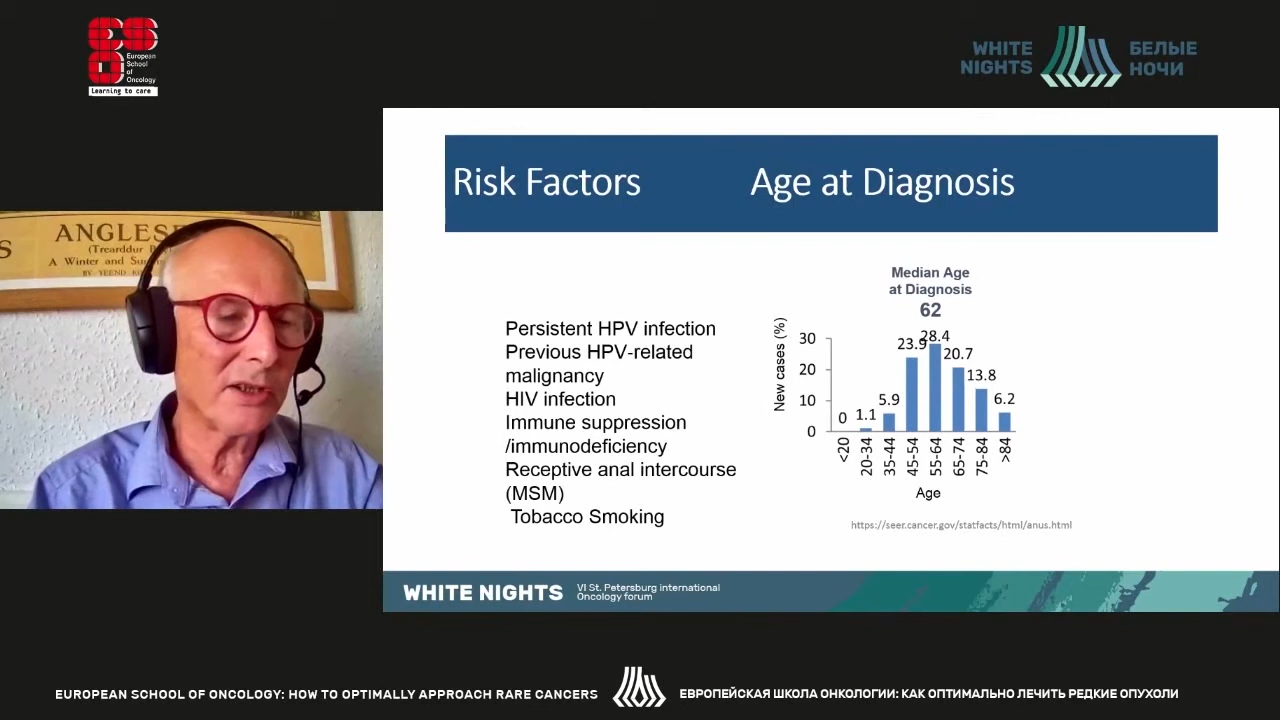 European
School
of
Oncology
Learning to care
WHITE
NIGHTS
БЕЛЫЕ
НОЧИ
S
ANGLES
(Trearddur
A Winter and
BY YEEND
Risk Factors
Age at Diagnosis
Persistent HPV infection
Previous HPV-related
malignancy
HIV infection
Immune suppression
/immunodeficiency
Receptive anal intercourse
(MSM)
Tobacco Smoking
Median Age
at Diagnosis
62
New cases (%)
30
20
10
0
0
1.1
5.9
23.9
28.4
20.7
13.8
6.2
<20
20-34
35-44
45-54
55-64
65-74
75-84
>84
Age
https://seer.cancer.gov/statfacts/html/anus.html
WHITE NIGHTS
VI St. Petersburg international
Oncology forum
EUROPEAN SCHOOL OF ONCOLOGY: HOW TO OPTIMALLY APPROACH RARE CANCERS
ЕВРОПЕЙСКАЯ ШКОЛА ОНКОЛОГИИ: КАК ОПТИМАЛЬНО ЛЕЧИТЬ РЕДКИЕ ОПУХОЛИ